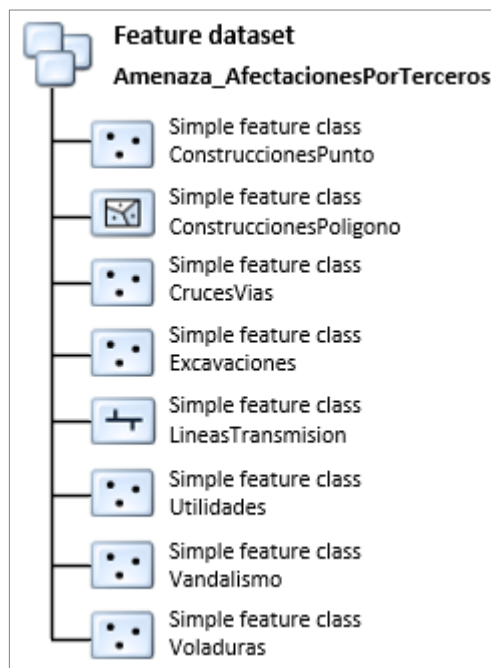 Feature dataset
Amenaza_AfectacionesPorTerceros
Simple feature class
ConstruccionesPunto
Simple feature class
ConstruccionesPoligono
Simple feature class
CrucesVias
Simple feature class
Excavaciones
Simple feature class
LineasTransmision
Simple feature class
Utilidades
Simple feature class
Vandalismo
Simple feature class
Voladuras